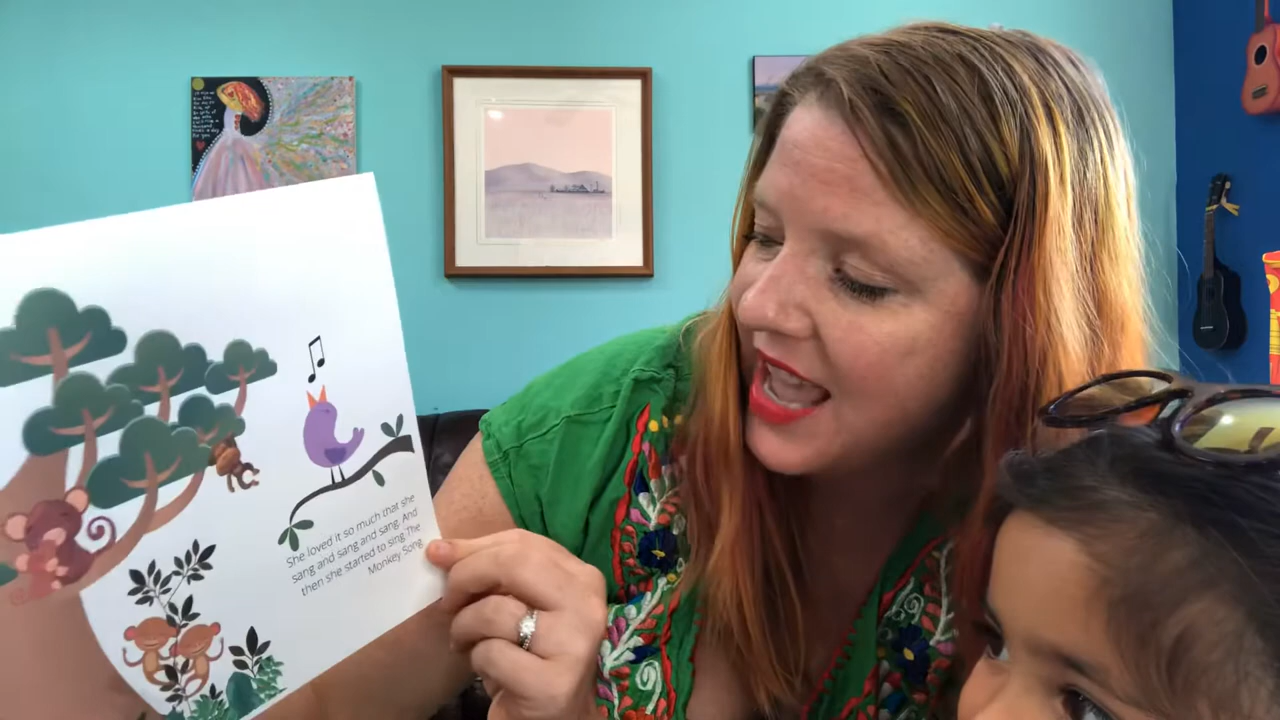 She loved it so much that she
sang and sang and sang. And
then she started to sing The
Monkey Song